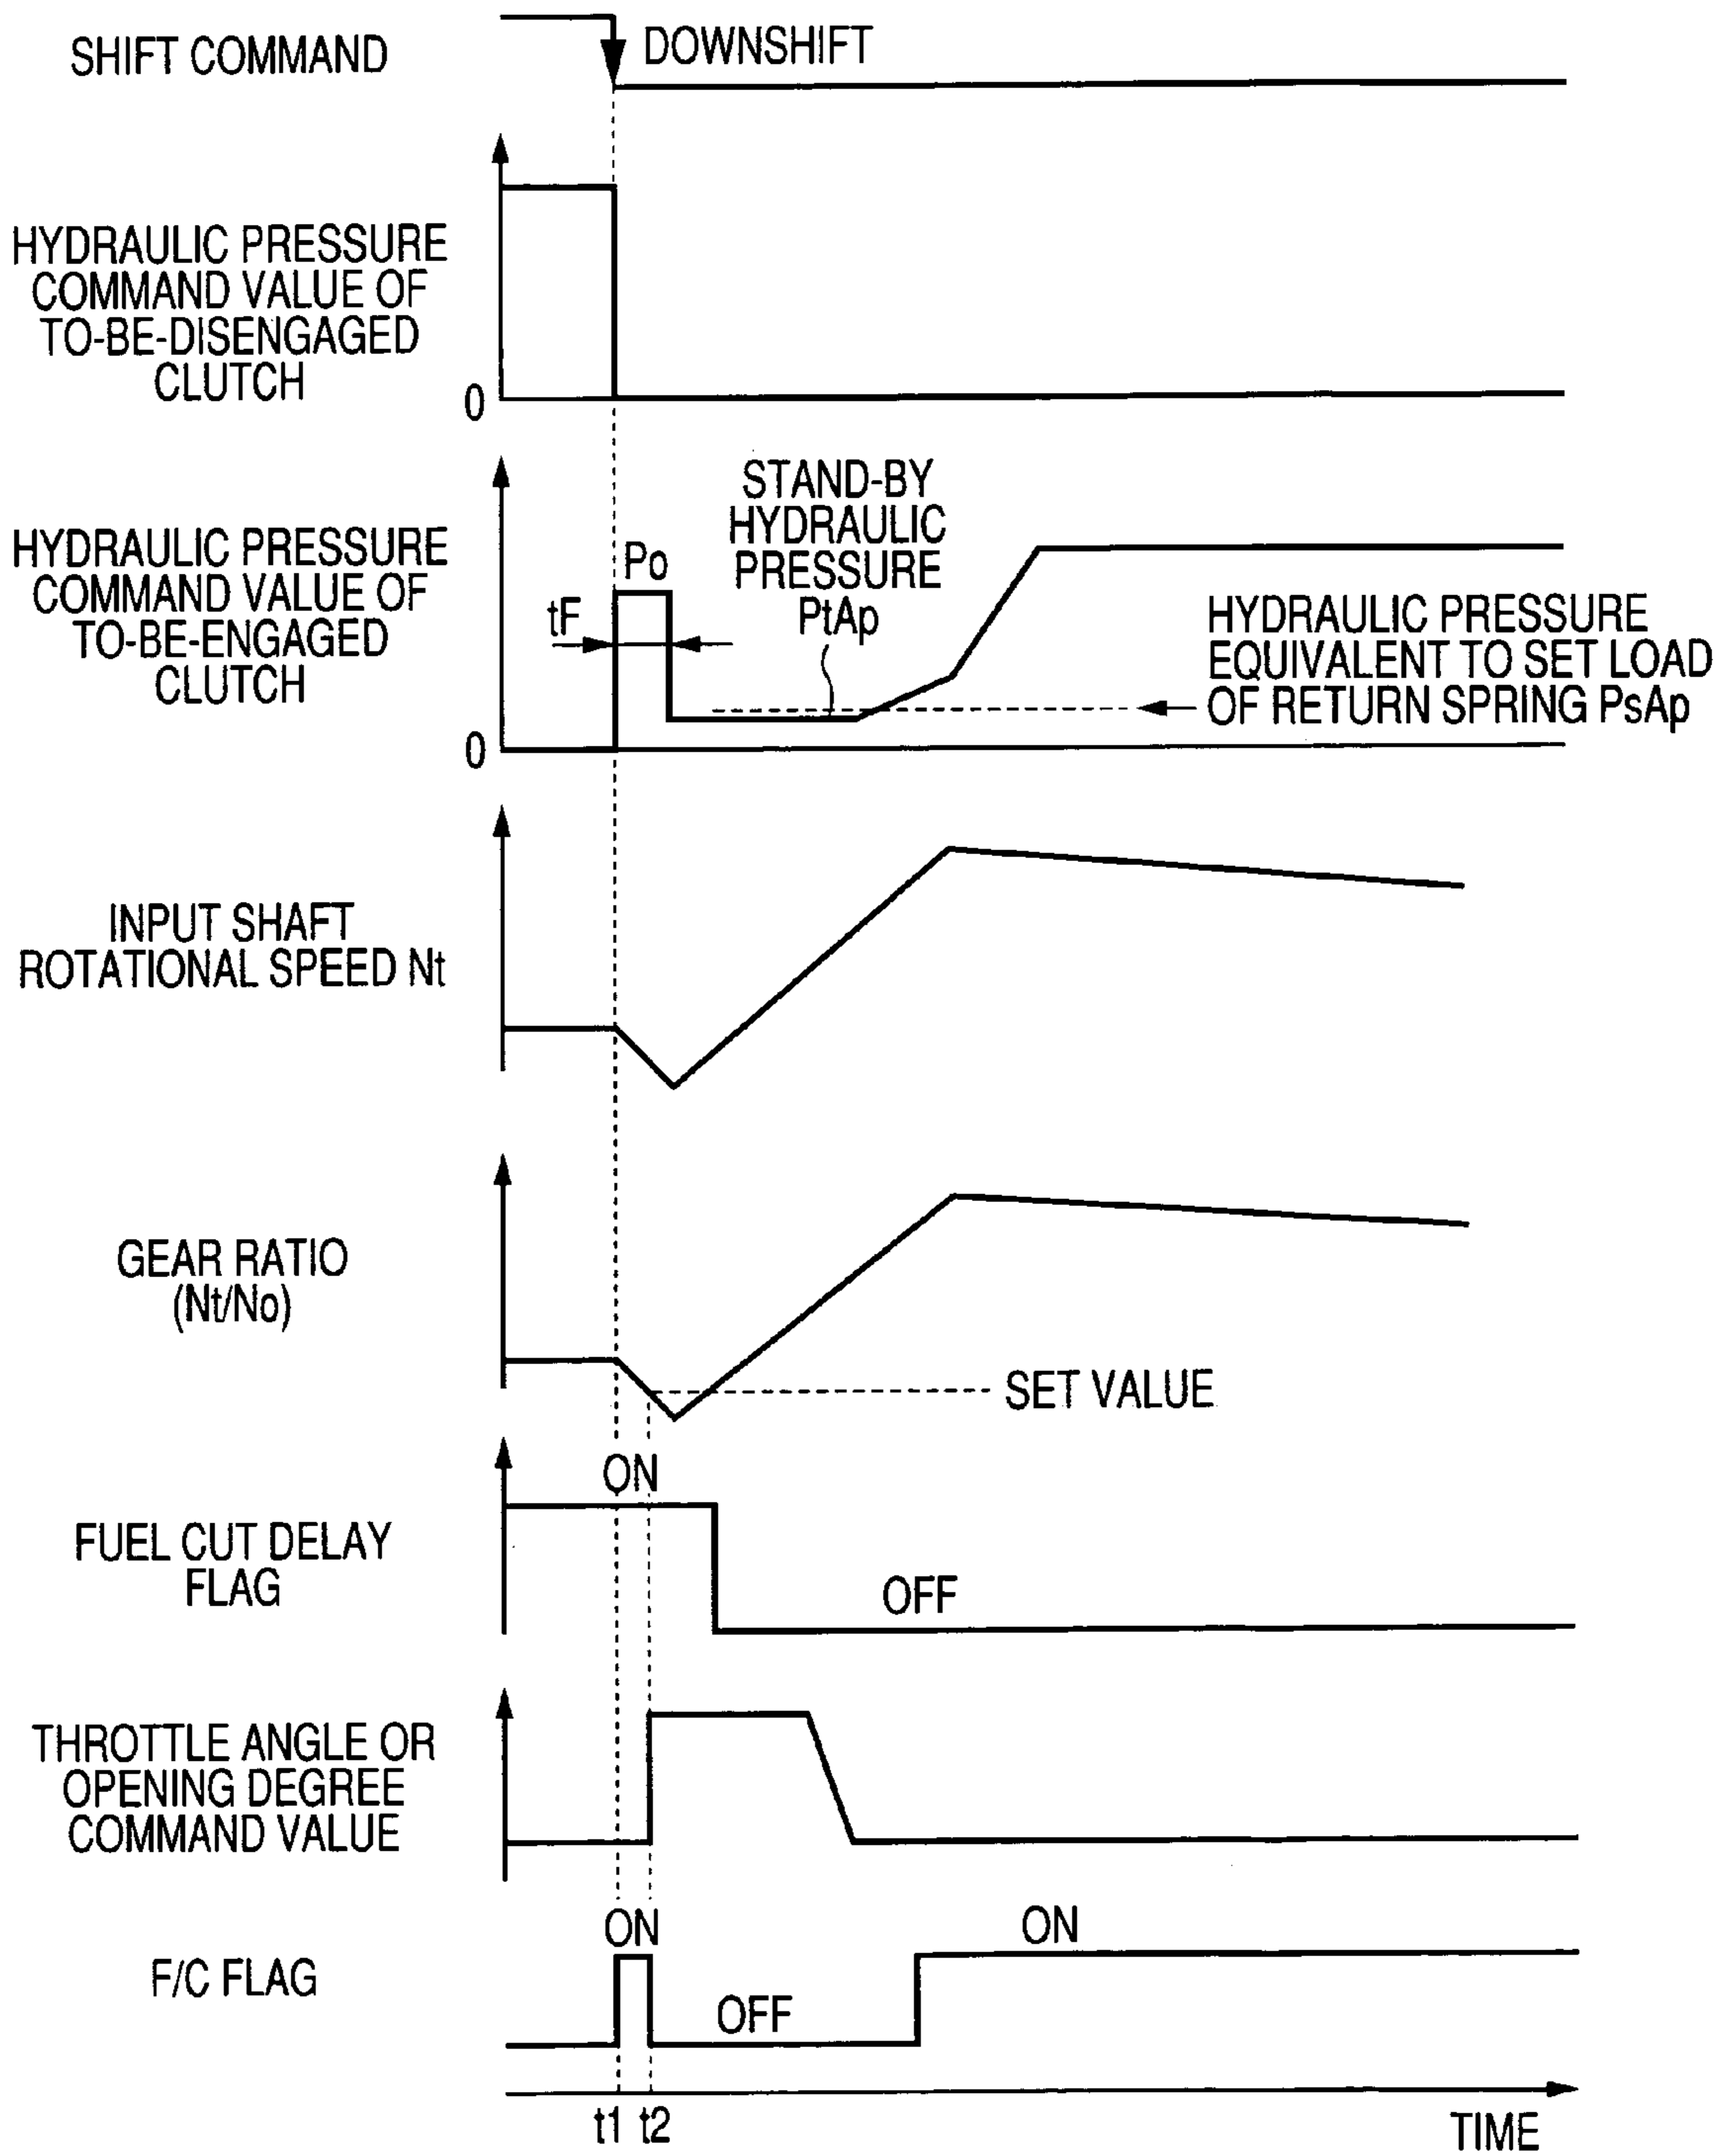 SHIFT COMMAND
DOWNSHIFT
HYDRAULIC PRESSURE
COMMAND VALUE OF
TO-BE-DISENGAGED
CLUTCH
0
HYDRAULIC PRESSURE
COMMAND VALUE OF
TO-BE-ENGAGED
CLUTCH
0
tF
Po
STAND-BY
HYDRAULIC
PRESSURE
PtAp
HYDRAULIC PRESSURE
EQUIVALENT TO SET LOAD
OF RETURN SPRING PsAp
INPUT SHAFT
ROTATIONAL SPEED Nt
GEAR RATIO
(Nt/No)
SET VALUE
FUEL CUT DELAY
FLAG
ON
OFF
THROTTLE ANGLE OR
OPENING DEGREE
COMMAND VALUE
F/C FLAG
ON
OFF
ON
t1 t2
TIME